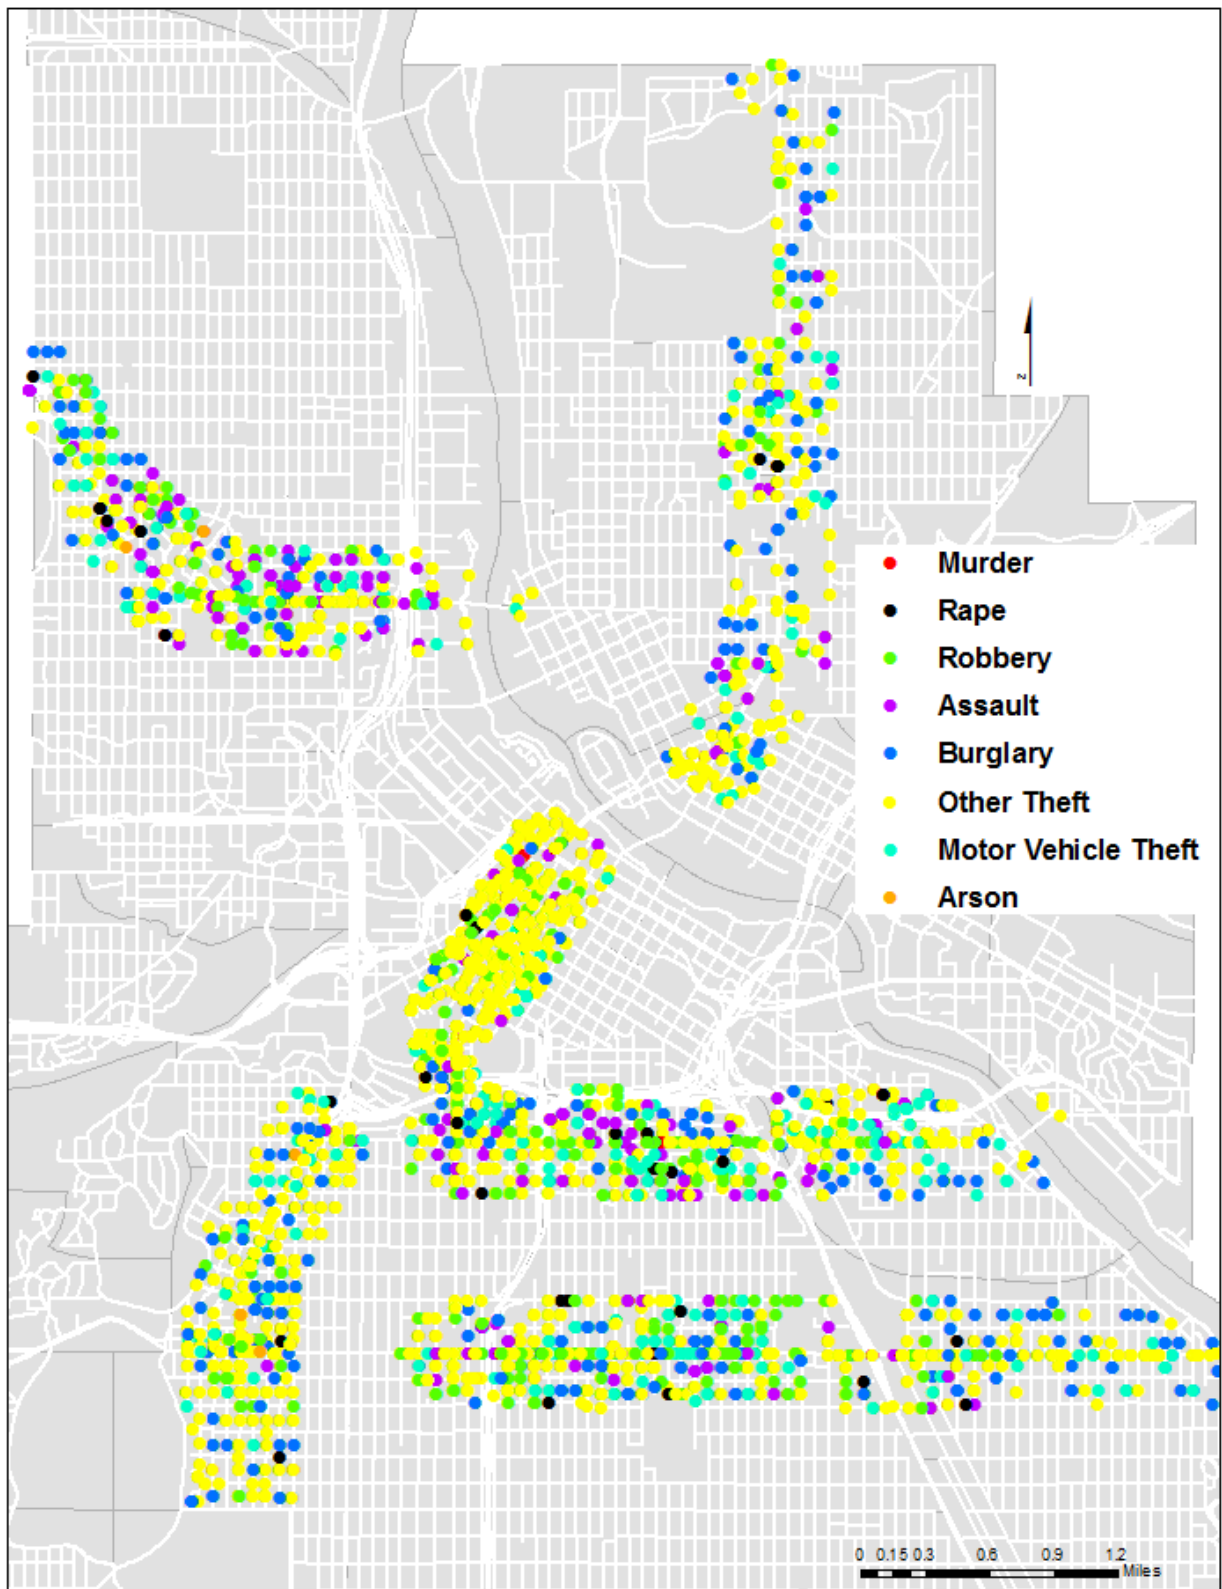 z
Murder
Rape
Robbery
Assault
Burglary
Other Theft
Motor Vehicle Theft
Arson
0 0.15 0.3 0.6 0.9 1.2
Miles